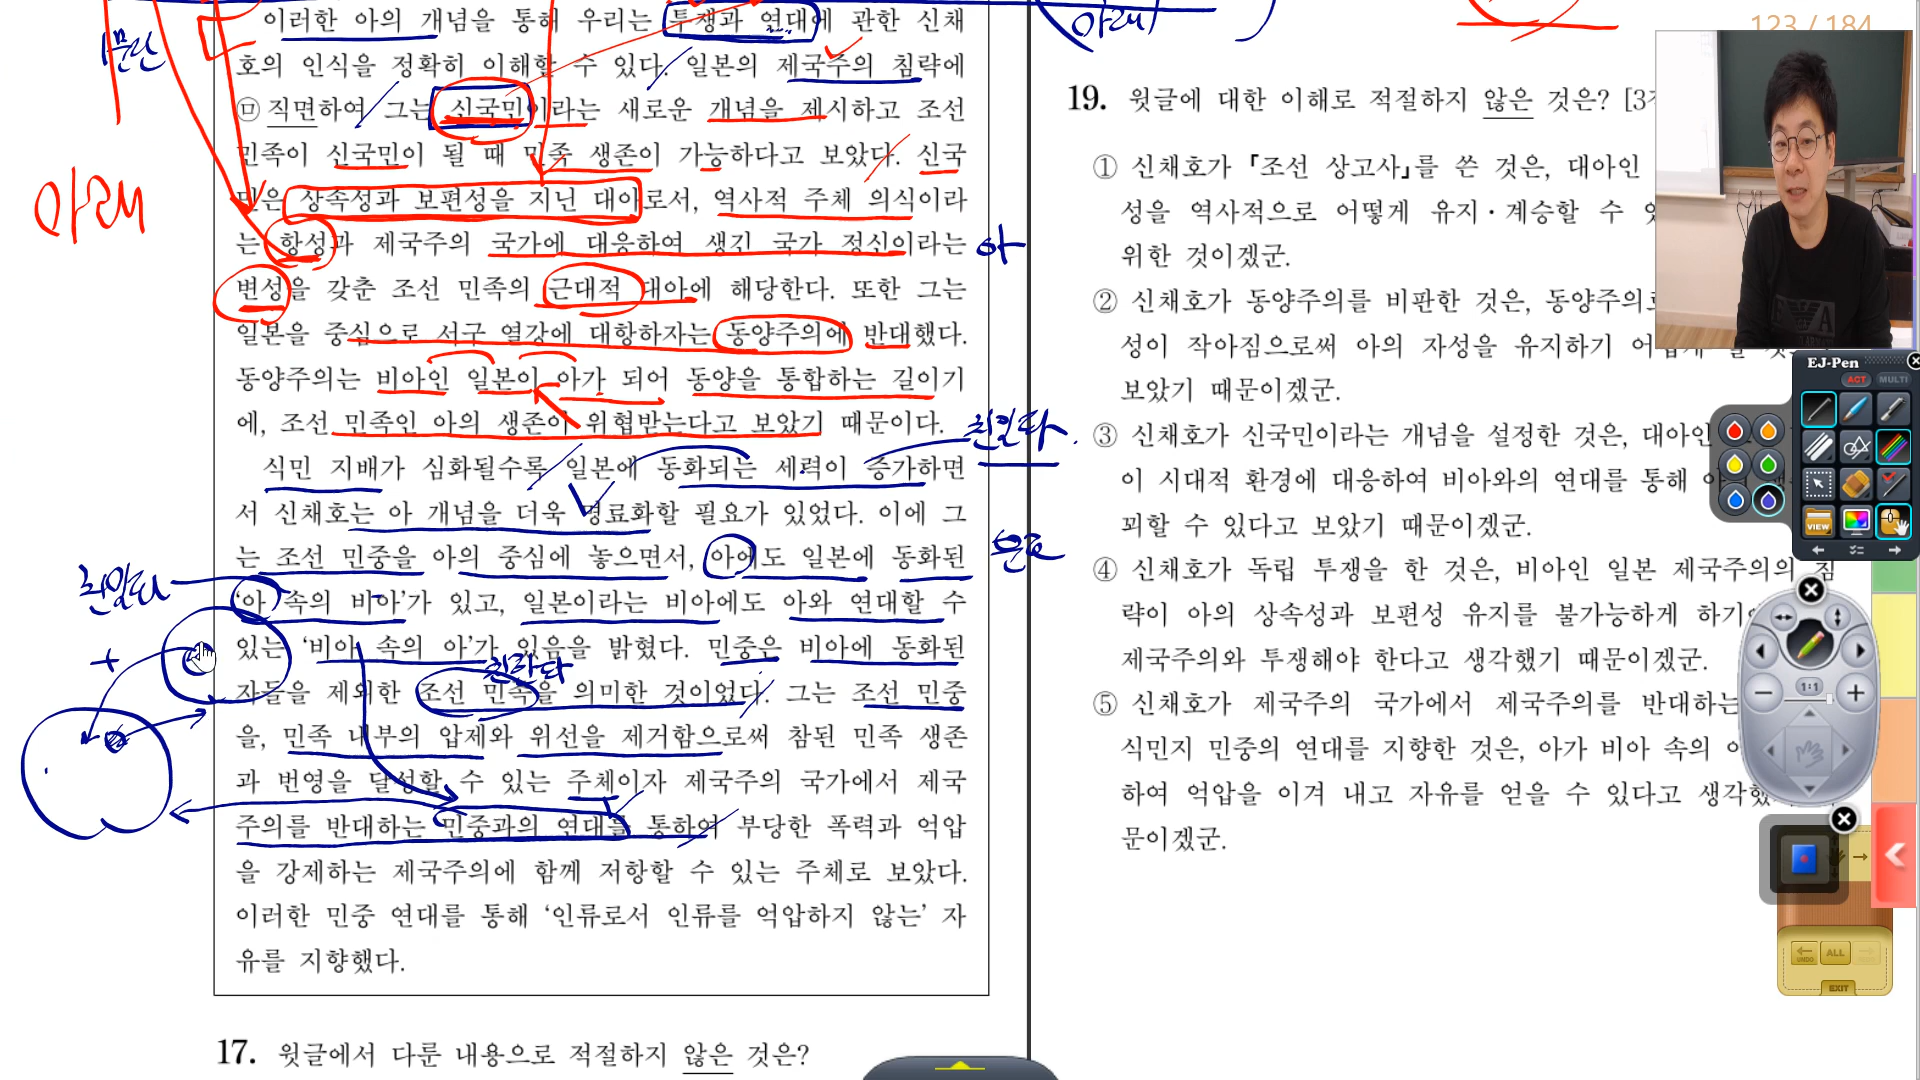 이러한 아의 개념을 통해 우리는 투쟁과 연대에 관한 신채
호의 인식을 정확히 이해할 수 있다. 일본의 제국주의 침략에
㉤ 직면하여 그는 신국민이라는 새로운 개념을 제시하고 조선
민족이 신국민이 될 때 민족 생존이 가능하다고 보았다. 신국
민은 상속성과 보편성을 지닌 대아로서, 역사적 주체 의식이라
는 항성과 제국주의 국가에 대응하여 생긴 국가 정신이라는
변성을 갖춘 조선 민족의 근대적 대아에 해당한다. 또한 그는
일본을 중심으로 서구 열강에 대항하자는 동양주의에 반대했다.
동양주의는 비아인 일본이 아가 되어 동양을 통합하는 길이기
에, 조선 민족인 아의 생존이 위협받는다고 보았기 때문이다.
식민 지배가 심화될수록 일본에 동화되는 세력이 증가하면
서 신채호는 아 개념을 더욱 명료화할 필요가 있었다. 이에 그
는 조선 민중을 아의 중심에 놓으면서, 아에도 일본에 동화된
'아 속의 비아'가 있고, 일본이라는 비아에도 아와 연대할 수
있는 '비아 속의 아'가 있음을 밝혔다. 민중은 비아에 동화된
자들을 제외한 조선 민족을 의미한 것이었다. 그는 조선 민중
을, 민족 내부의 압제와 위선을 제거함으로써 참된 민족 생존
과 번영을 달성할 수 있는 주체이자 제국주의 국가에서 제국
주의를 반대하는 민중과의 연대를 통하여 부당한 폭력과 억압
을 강제하는 제국주의에 함께 저항할 수 있는 주체로 보았다.
이러한 민중 연대를 통해 '인류로서 인류를 억압하지 않는' 자
유를 지향했다.
17. 윗글에서 다룬 내용으로 적절하지 않은 것은?
아래
아
친일파
아래
123 / 184
19. 윗글에 대한 이해로 적절하지 않은 것은? [3
① 신채호가 『조선 상고사』를 쓴 것은, 대아인
성을 역사적으로 어떻게 유지·계승할 수
위한 것이겠군.
② 신채호가 동양주의를 비판한 것은,
성이 작아짐으로써 아의 자성을 유지하기
보았기 때문이겠군.
③ 신채호가 신국민이라는 개념을 설정한 것은, 대아인
이 시대적 환경에 대응하여 비아와의 연대를 통해
꾀할 수 있다고 보았기 때문이겠군.
④ 신채호가 독립 투쟁을 한 것은, 비아인 일본 제국주의의 침
략이 아의 상속성과 보편성 유지를 불가능하게
제국주의와 투쟁해야 한다고 생각했기 때문이겠군.
⑤ 신채호가 제국주의 국가에서 제국주의를 반대하는
식민지 민중의 연대를 지향한 것은, 아가 비아 속의
하여 억압을 이겨 내고 자유를 얻을 수 있다고
문이겠군.
EJ-Pen
ACT MULTI
VIEW
1:1
UNDO ALL
EXIT